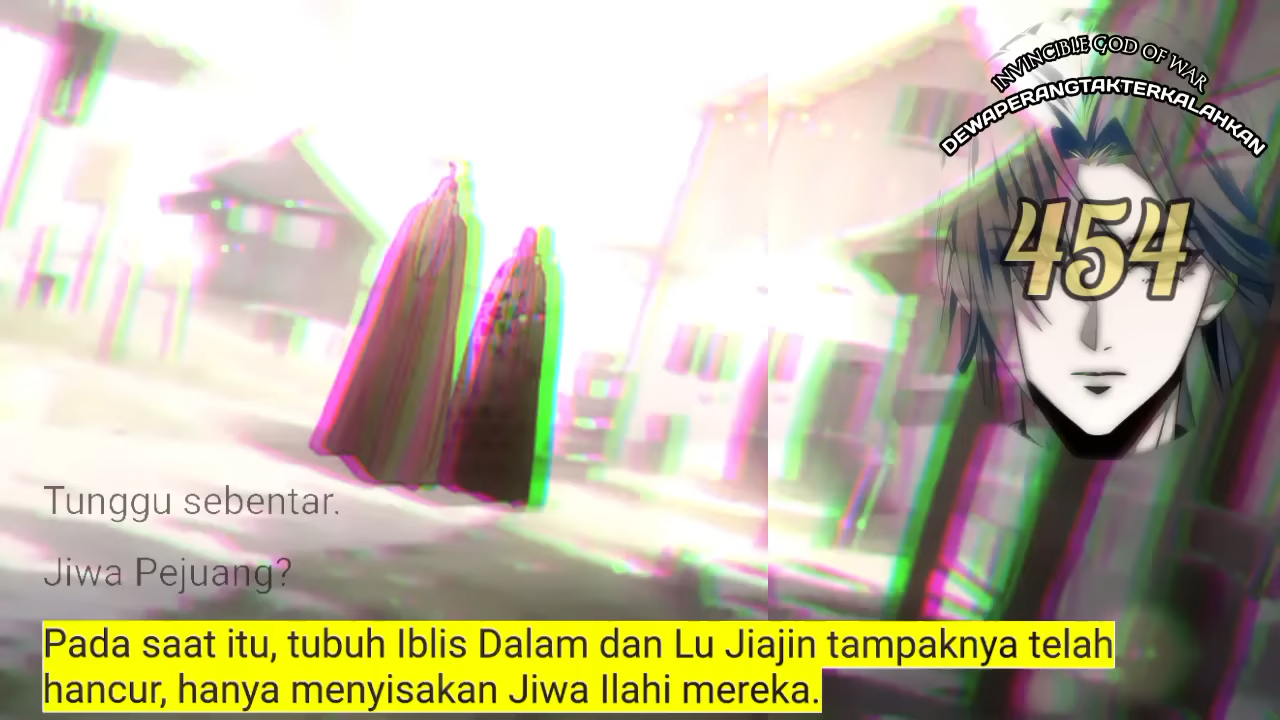 INVINCIBLE GOD OF WAR
DEWAPERANGTAKTERKALAHKAN
454
Tunggu sebentar.
Jiwa Pejuang?
Pada saat itu, tubuh Iblis Dalam dan Lu Jiajin tampaknya telah
hancur, hanya menyisakan Jiwa Ilahi mereka.